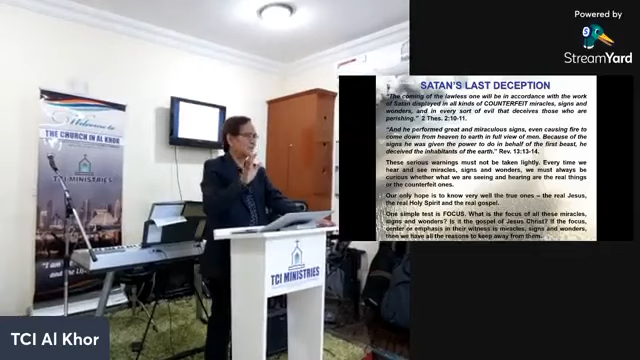 Powered by
StreamYard
Welcome to
THE CHURCH IN AL KHOR
TCI MINISTRIES
"I am
and the
TCI MINISTRIES
SATAN'S LAST DECEPTION
"The coming of the lawless one will be in accordance with the work
of Satan displayed in all kinds of COUNTERFEIT miracles, signs and
wonders, and in every sort of evil that deceives those who are
perishing." 2 Thes. 2:10-11.
"And he performed great and miraculous signs, even causing fire to
come down from heaven to earth in full view of men. Because of the
signs he was given the power to do in behalf of the first beast, he
deceived the inhabitants of the earth." Rev. 13:13-14.
These serious warnings must not be taken lightly. Every time we
hear and see miracles, signs and wonders, we must always be
curious whether what we are seeing and hearing are the real things
or the counterfeit ones.
Our only hope is to know very well the true ones – the real Jesus,
the real Holy Spirit and the real gospel.
One simple test is FOCUS. What is the focus of all these miracles,
signs and wonders? Is it the gospel of Jesus Christ? If the focus,
center or emphasis in their witness is miracles, signs and wonders,
then we have all the reasons to keep away from them.
TCI Al Khor